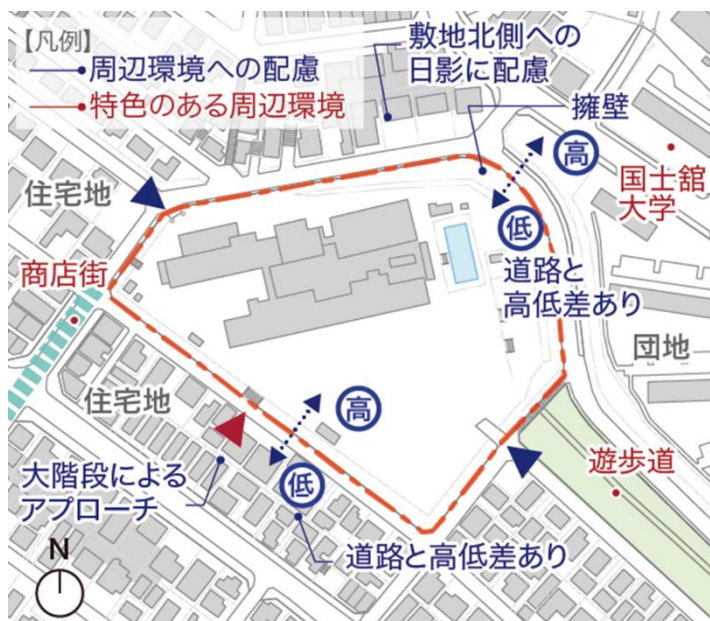 【凡例】
周辺環境への配慮
特色のある周辺環境
敷地北側への
日影に配慮
擁壁
高
低
国士舘
大学
住宅地
商店街
道路と
高低差あり
団地
住宅地
高
低
大階段による
アプローチ
遊歩道
道路と高低差あり
N